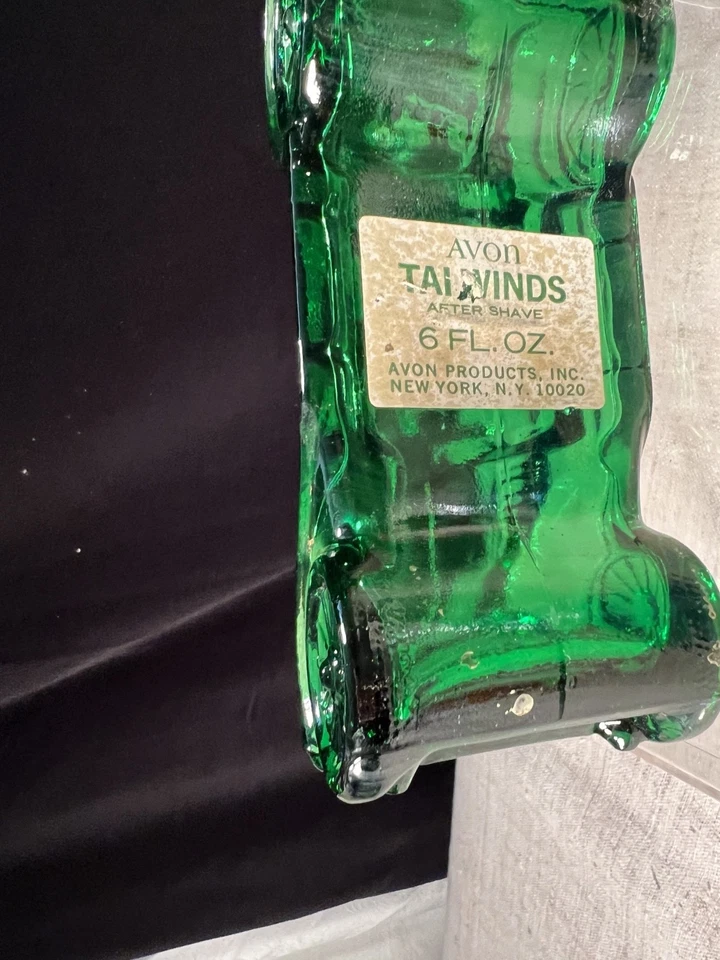 AVON
TAILWINDS
AFTER SHAVE
6 FL. OZ.
AVON PRODUCTS, INC.
NEW YORK, N.Y. 10020